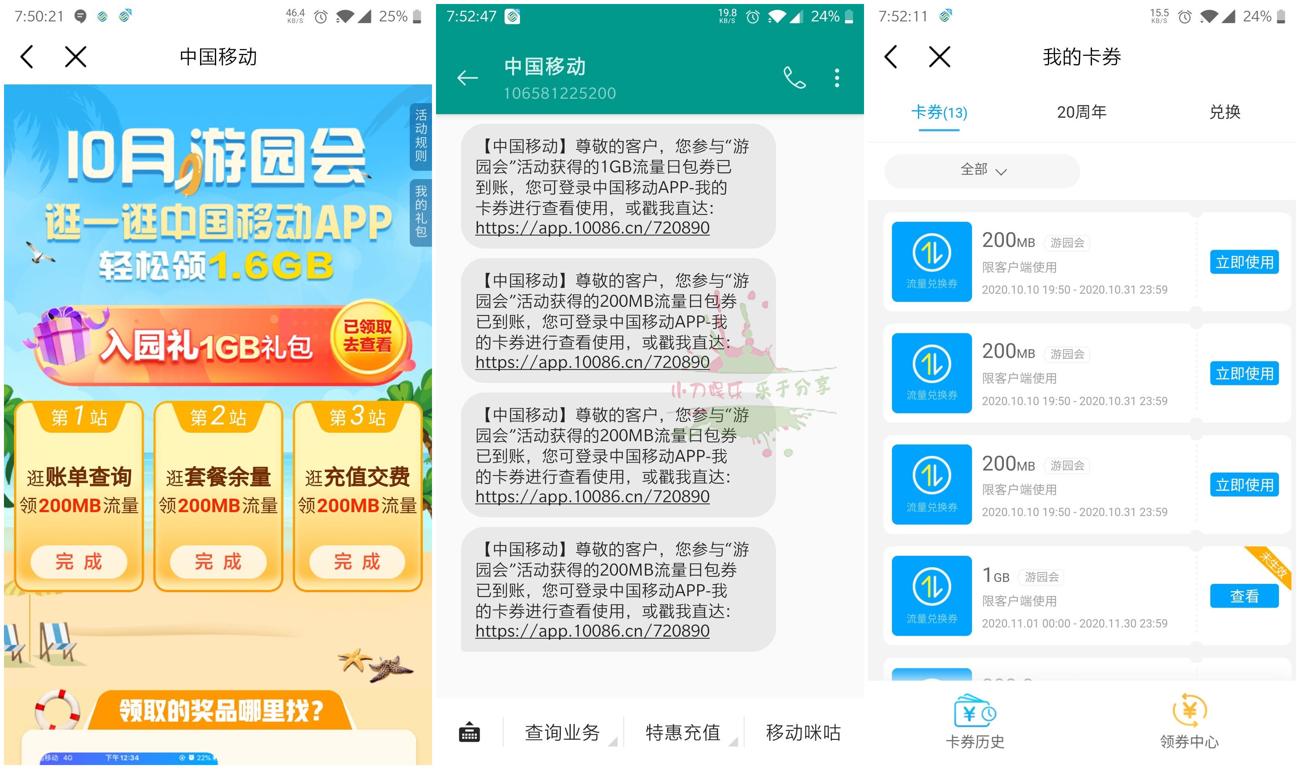 7:50:21
46.4
KB/S
25%
中国移动
活动规则
我的礼包
10月游园会
逛一逛中国移动APP
轻松领1.6GB
入园礼1GB礼包
已领取
去查看
第1站
逛账单查询
领200MB流量
完成
第2站
逛套餐余量
领200MB流量
完成
第3站
逛充值交费
领200MB流量
完成
领取的奖品哪里找?
移动 4G
下午12:34
22%
7:52:47
19.8
KB/S
24%
中国移动
106581225200
【中国移动】尊敬的客户，您参与“游
园会”活动获得的1GB流量日包券已
到账，您可登录中国移动APP-我的
卡券进行查看使用，或戳我直达：
https://app.10086.cn/720890
【中国移动】尊敬的客户，您参与“游
园会”活动获得的200MB流量日包券
已到账，您可登录中国移动APP-我
的卡券进行查看使用，或戳我直达：
https://app.10086.cn/720890
小刀娱乐 乐于分享
【中国移动】尊敬的客户，您参与“游
园会”活动获得的200MB流量日包券
已到账，您可登录中国移动APP-我
的卡券进行查看使用，或戳我直达：
https://app.10086.cn/720890
【中国移动】尊敬的客户，您参与“游
园会”活动获得的200MB流量日包券
已到账，您可登录中国移动APP-我
的卡券进行查看使用，或戳我直达：
https://app.10086.cn/720890
查询业务
特惠充值
移动咪咕
7:52:11
15.5
KB/S
24%
我的卡券
卡券(13)
20周年
兑换
全部
流量兑换券
200MB 游园会
限客户端使用
2020.10.10 19:50 - 2020.10.31 23:59
立即使用
流量兑换券
200MB 游园会
限客户端使用
2020.10.10 19:50 - 2020.10.31 23:59
立即使用
流量兑换券
200MB 游园会
限客户端使用
2020.10.10 19:50 - 2020.10.31 23:59
立即使用
流量兑换券
1GB 游园会
限客户端使用
2020.11.01 00:00 - 2020.11.30 23:59
未生效
查看
卡券历史
领券中心